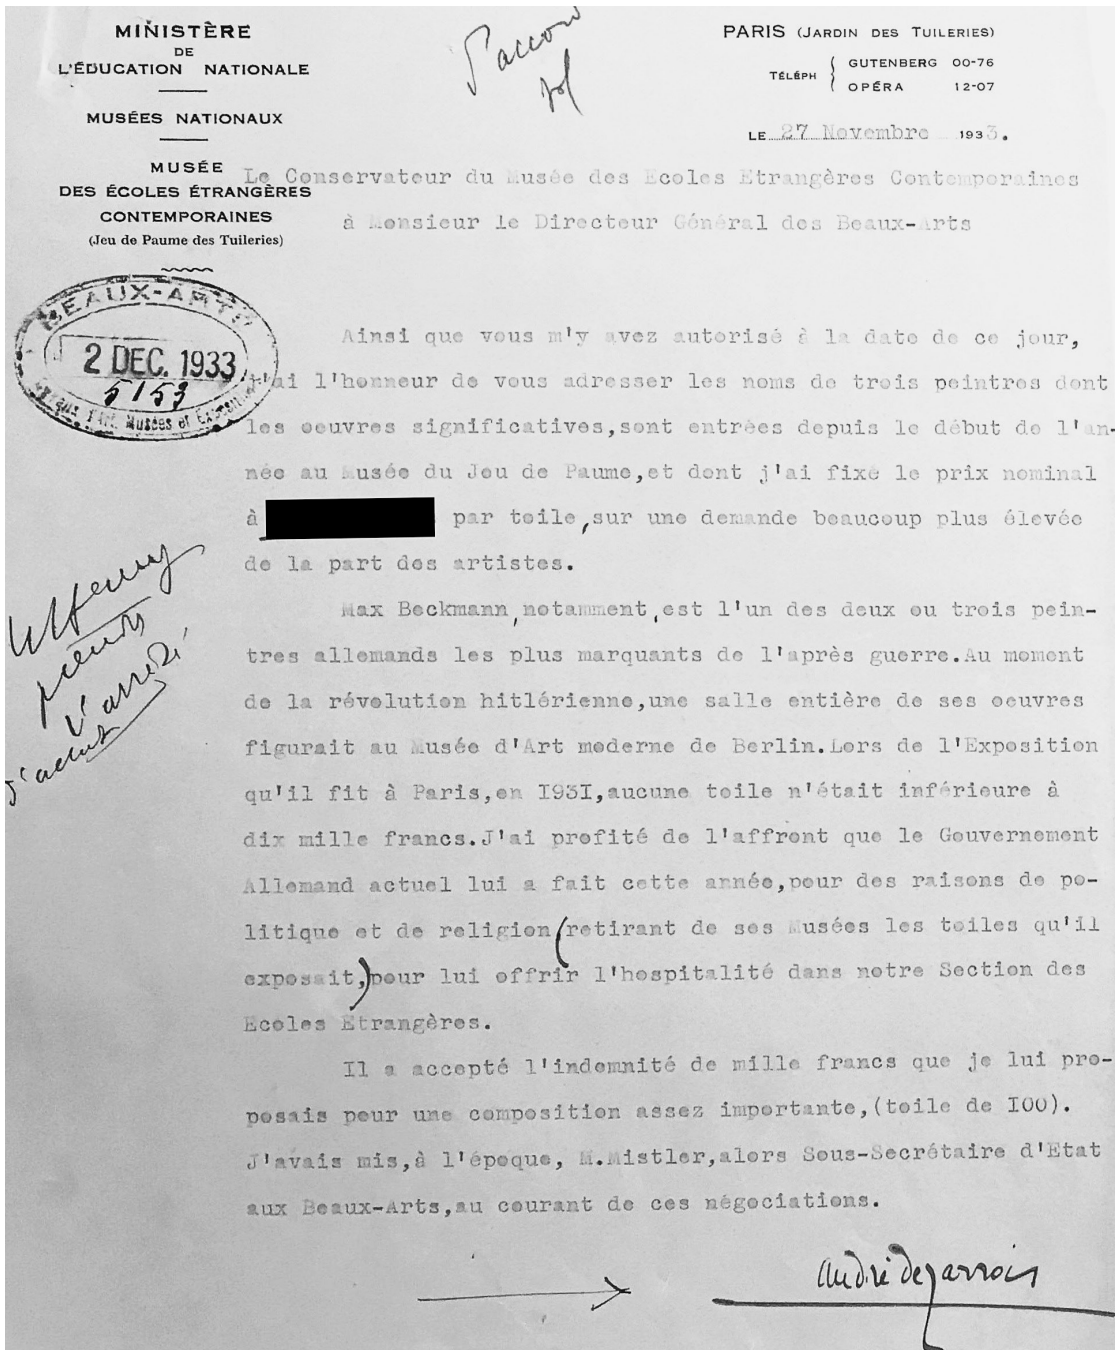 MINISTÈRE
DE
L'ÉDUCATION NATIONALE
MUSÉES NATIONAUX
MUSÉE
DES ÉCOLES ÉTRANGÈRES
CONTEMPORAINES
(Jeu de Paume des Tuileries)
PARIS (JARDIN DES TUILERIES)
TÉLÉPH
GUTENBERG 00-76
OPÉRA 12-07
LE 27 Novembre 1933.
Le Conservateur du Musée des Ecoles Etrangères Contemporaines
à Monsieur le Directeur Général des Beaux-Arts
BEAUX-ARTS
2 DEC. 1933
5153
Musées et
Ainsi que vous m'y avez autorisé à la date de ce jour,
j'ai l'honneur de vous adresser les noms de trois peintres dont
les oeuvres significatives,sont entrées depuis le début de l'an-
née au Musée du Jeu de Paume,et dont j'ai fixé le prix nominal
à par toile,sur une demande beaucoup plus élevée
de la part des artistes.
Max Beckmann,notamment,est l'un des deux ou trois pein-
tres allemands les plus marquants de l'après guerre.Au moment
de la révolution hitlérienne,une salle entière de ses oeuvres
figurait au Musée d'Art moderne de Berlin.Lors de l'Exposition
qu'il fit à Paris,en I93I,aucune toile n'était inférieure à
dix mille francs.J'ai profité de l'affront que le Gouvernement
Allemand actuel lui a fait cette année,pour des raisons de po-
litique et de religion(retirant de ses Musées les toiles qu'il
exposait,)pour lui offrir l'hospitalité dans notre Section des
Ecoles Etrangères.
Il a accepté l'indemnité de mille francs que je lui pro-
posais pour une composition assez importante,(toile de I00).
J'avais mis,à l'époque, M.Mistler,alors Sous-Secrétaire d'Etat
aux Beaux-Arts,au courant de ces négociations.
André Dezarrois